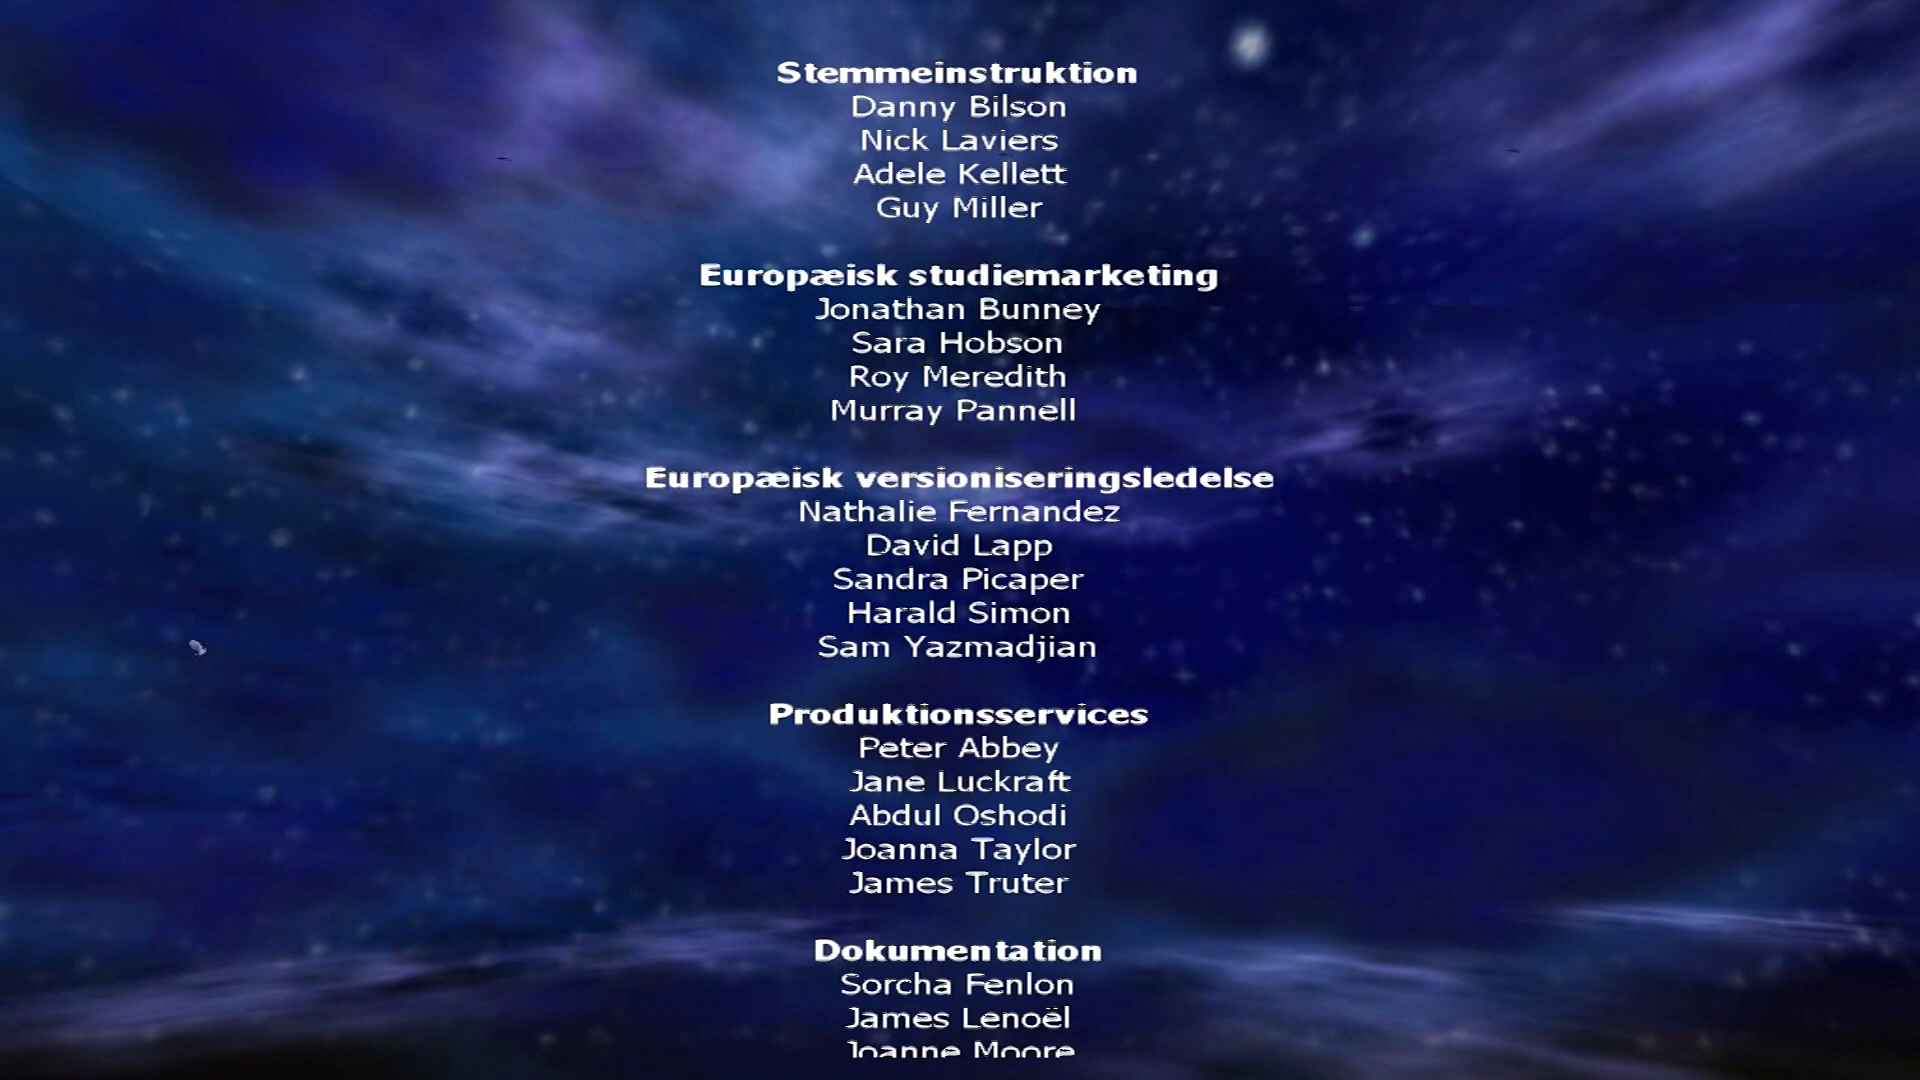 Stemmeinstruktion
Danny Bilson
Nick Laviers
Adele Kellett
Guy Miller
Europæisk studiemarketing
Jonathan Bunney
Sara Hobson
Roy Meredith
Murray Pannell
Europæisk versioniseringsledelse
Nathalie Fernandez
David Lapp
Sandra Picaper
Harald Simon
Sam Yazmadjian
Produktionsservices
Peter Abbey
Jane Luckraft
Abdul Oshodi
Joanna Taylor
James Truter
Dokumentation
Sorcha Fenlon
James Lenoël
Joanne Moore